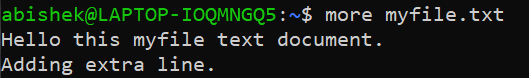 abishek@LAPTOP-IOQMNGQ5:~$ more myfile.txt
Hello this myfile text document.
Adding extra line.